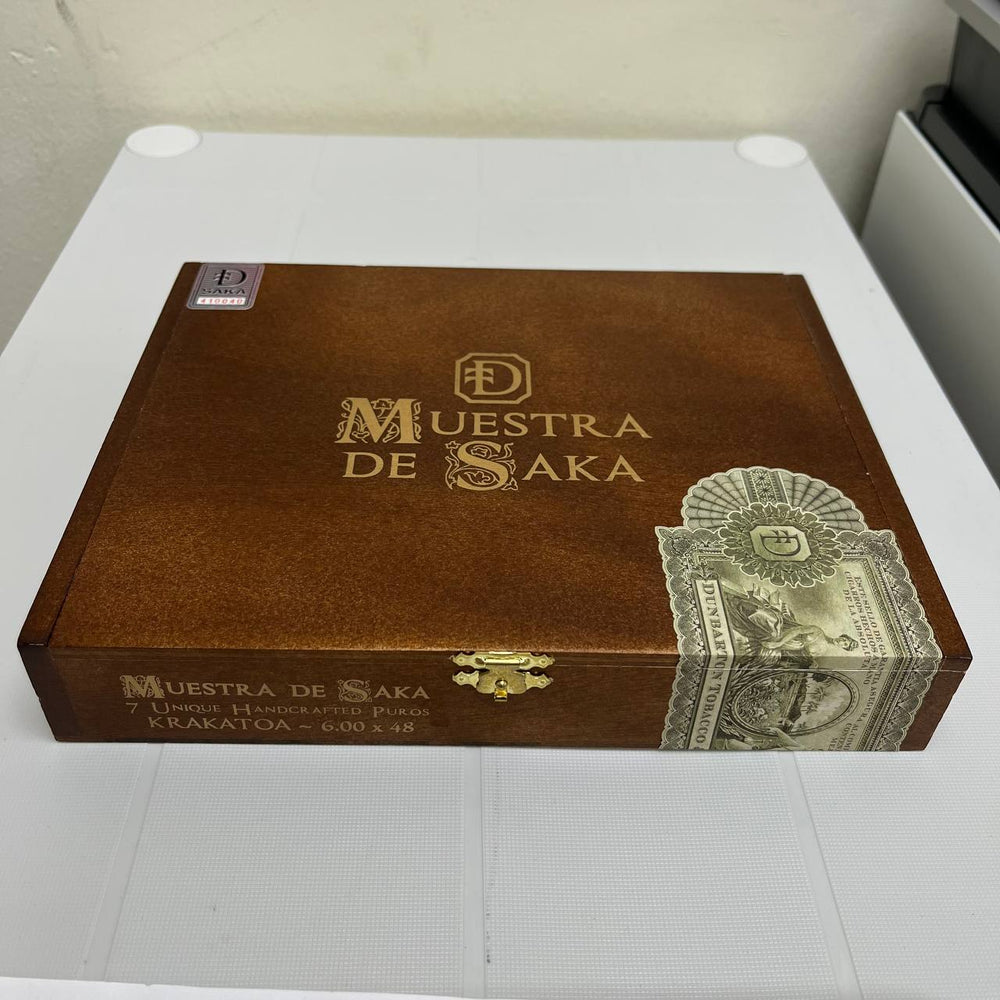 D
SAKA
410040
D
MUESTRA
DE SAKA
D
DUNBARTON TOBACCO
MUESTRA DE SAKA
7 UNIQUE HANDCRAFTED PUROS
KRAKATOA ~ 6.00 x 48